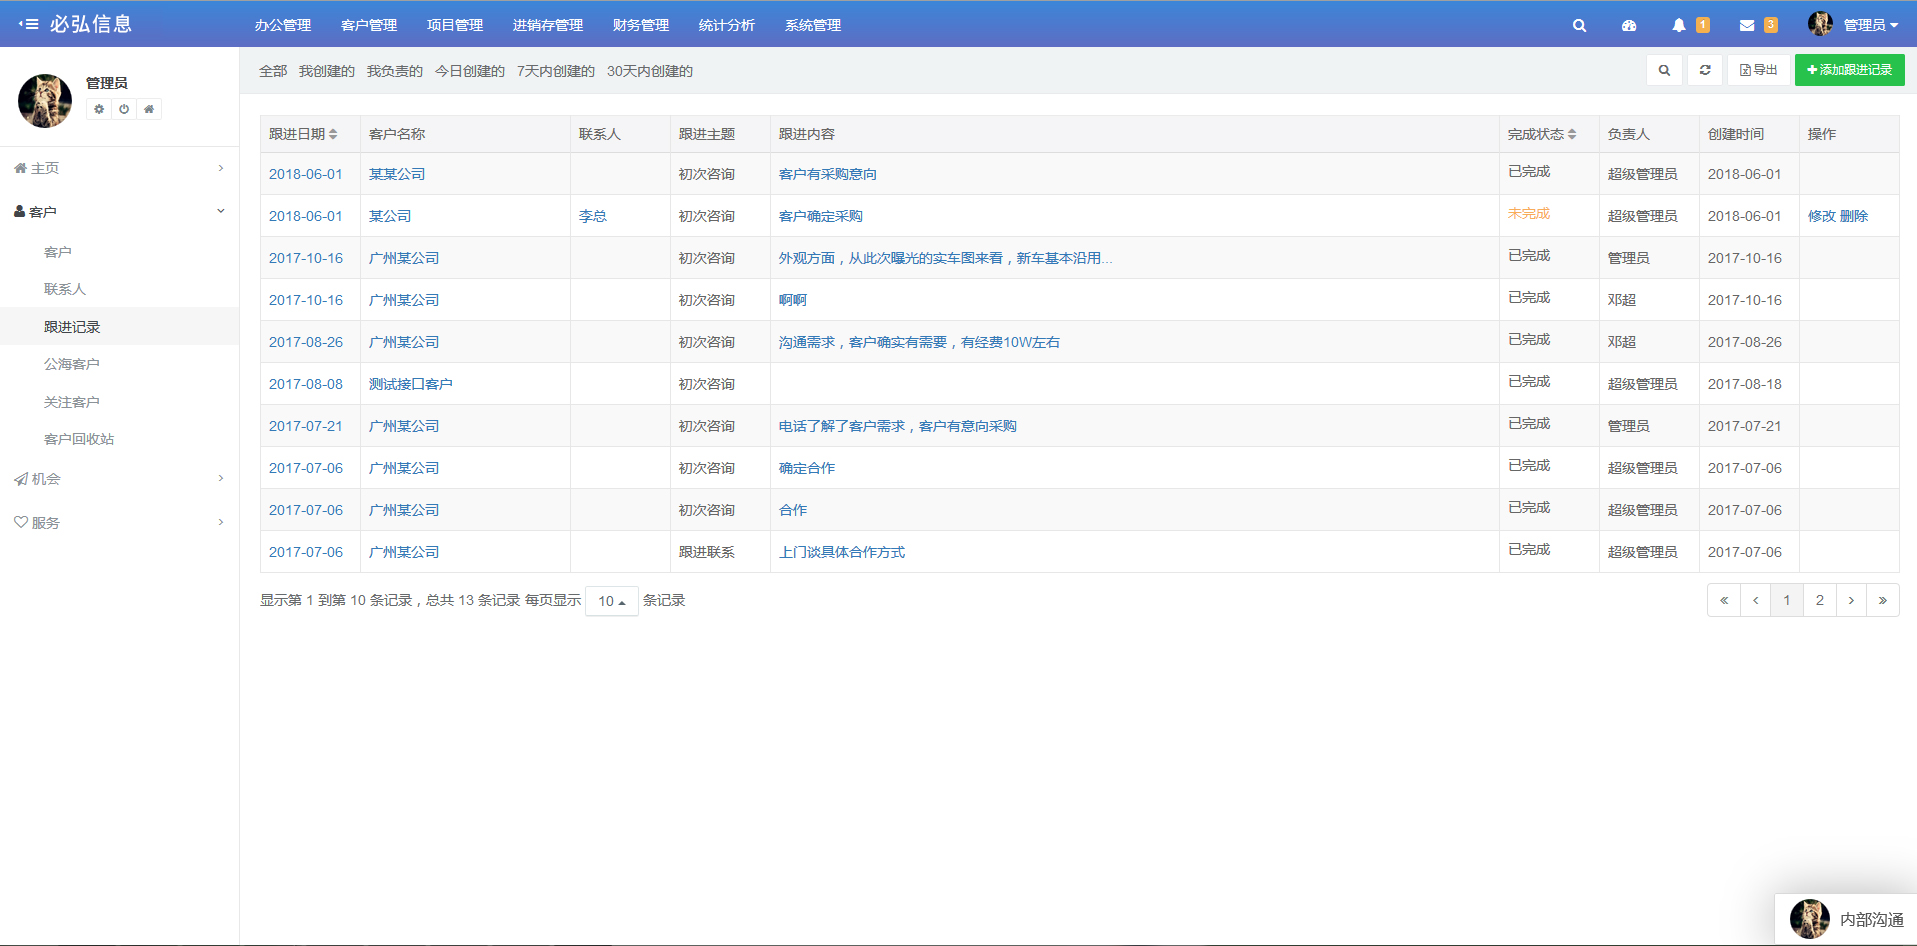 必弘信息 办公管理 客户管理 项目管理 进销存管理 财务管理 统计分析 系统管理 1 3 管理员
管理员
主页
客户
客户
联系人
跟进记录
公海客户
关注客户
客户回收站
机会
服务
全部 我创建的 我负责的 今日创建的 7天内创建的 30天内创建的 导出 添加跟进记录
跟进日期 客户名称 联系人 跟进主题 跟进内容 完成状态 负责人 创建时间 操作
2018-06-01 某某公司 初次咨询 客户有采购意向 已完成 超级管理员 2018-06-01
2018-06-01 某公司 李总 初次咨询 客户确定采购 未完成 超级管理员 2018-06-01 修改 删除
2017-10-16 广州某公司 初次咨询 外观方面，从此次曝光的实车图来看，新车基本沿用... 已完成 管理员 2017-10-16
2017-10-16 广州某公司 初次咨询 啊啊 已完成 邓超 2017-10-16
2017-08-26 广州某公司 初次咨询 沟通需求，客户确实有需要，有经费10W左右 已完成 邓超 2017-08-26
2017-08-08 测试接口客户 初次咨询 已完成 超级管理员 2017-08-18
2017-07-21 广州某公司 初次咨询 电话了解了客户需求，客户有意向采购 已完成 管理员 2017-07-21
2017-07-06 广州某公司 初次咨询 确定合作 已完成 超级管理员 2017-07-06
2017-07-06 广州某公司 初次咨询 合作 已完成 超级管理员 2017-07-06
2017-07-06 广州某公司 跟进联系 上门谈具体合作方式 已完成 超级管理员 2017-07-06
显示第 1 到第 10 条记录，总共 13 条记录 每页显示 10 条记录 « ‹ 1 2 › »
内部沟通